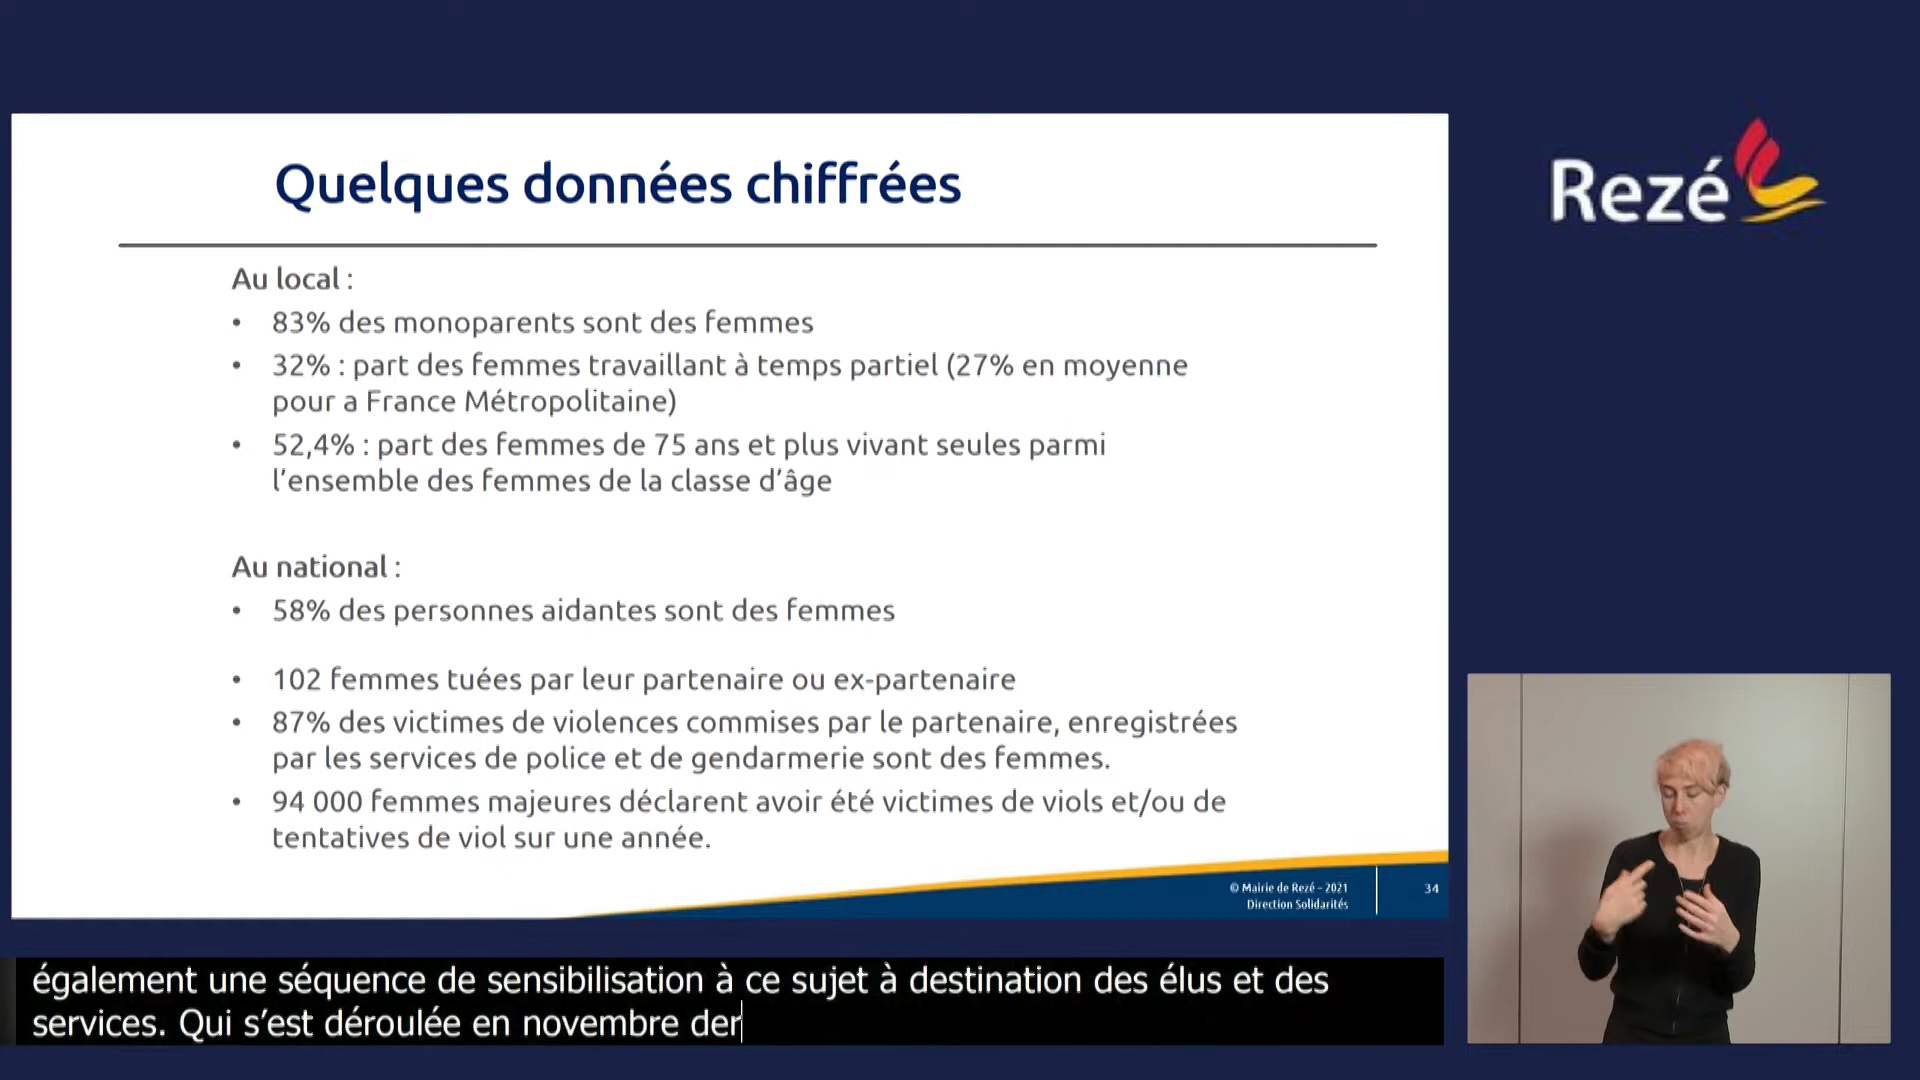 Quelques données chiffrées
Rezé
Au local :
• 83% des monoparents sont des femmes
• 32% : part des femmes travaillant à temps partiel (27% en moyenne
pour a France Métropolitaine)
• 52,4% : part des femmes de 75 ans et plus vivant seules parmi
l’ensemble des femmes de la classe d’âge
Au national :
• 58% des personnes aidantes sont des femmes
• 102 femmes tuées par leur partenaire ou ex-partenaire
• 87% des victimes de violences commises par le partenaire, enregistrées
par les services de police et de gendarmerie sont des femmes.
• 94 000 femmes majeures déclarent avoir été victimes de viols et/ou de
tentatives de viol sur une année.
© Mairie de Rezé – 2021
Direction Solidarités
34
également une séquence de sensibilisation à ce sujet à destination des élus et des
services. Qui s’est déroulée en novembre der